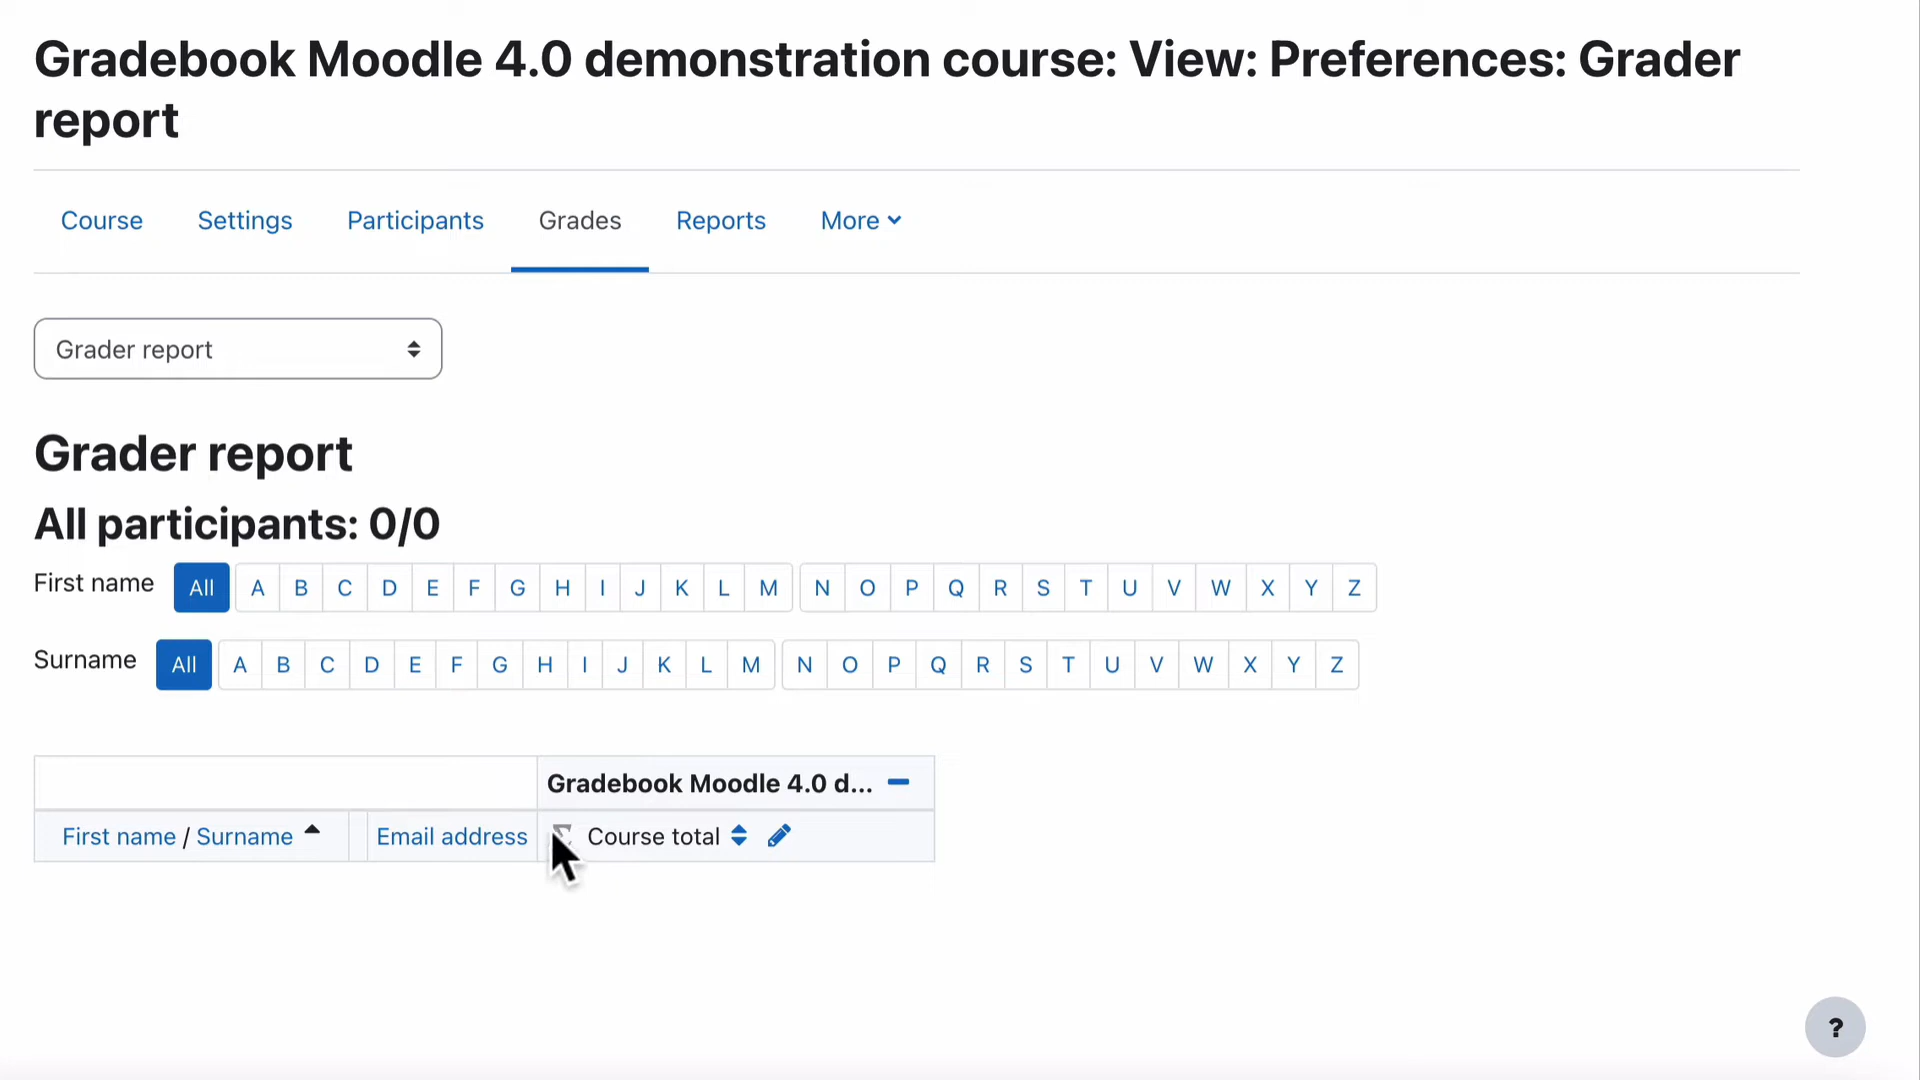 Gradebook Moodle 4.0 demonstration course: View: Preferences: Grader
report
Course Settings Participants Grades Reports More
Grader report
Grader report
All participants: 0/0
First name All A B C D E F G H I J K L M N O P Q R S T U V W X Y Z
Surname All A B C D E F G H I J K L M N O P Q R S T U V W X Y Z
Gradebook Moodle 4.0 d...
First name / Surname Email address Course total
?